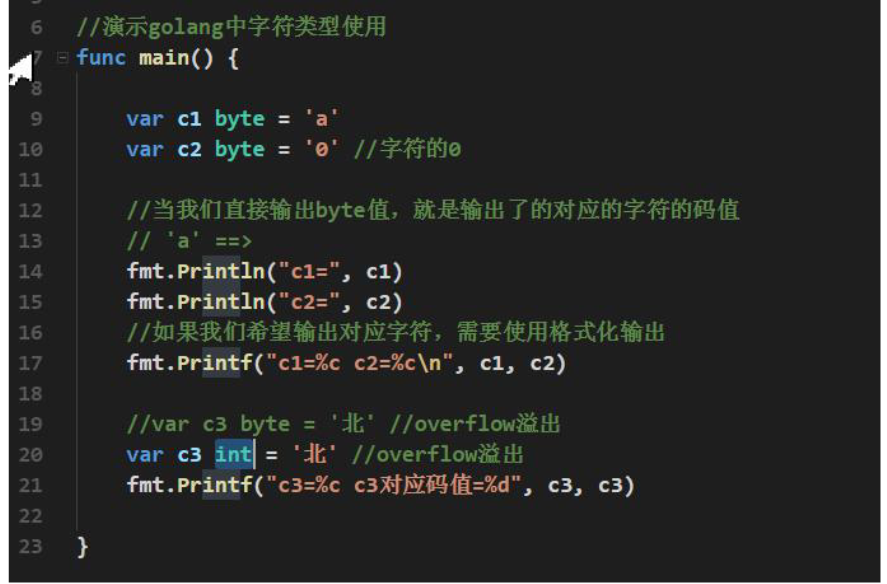 6 //演示golang中字符类型使用
7 func main() {
8
9 var c1 byte = 'a'
10 var c2 byte = '0' //字符的0
11
12 //当我们直接输出byte值，就是输出了的对应的字符的码值
13 // 'a' ==>
14 fmt.Println("c1=", c1)
15 fmt.Println("c2=", c2)
16 //如果我们希望输出对应字符，需要使用格式化输出
17 fmt.Printf("c1=%c c2=%c\n", c1, c2)
18
19 //var c3 byte = '北' //overflow溢出
20 var c3 int = '北' //overflow溢出
21 fmt.Printf("c3=%c c3对应码值=%d", c3, c3)
22
23 }